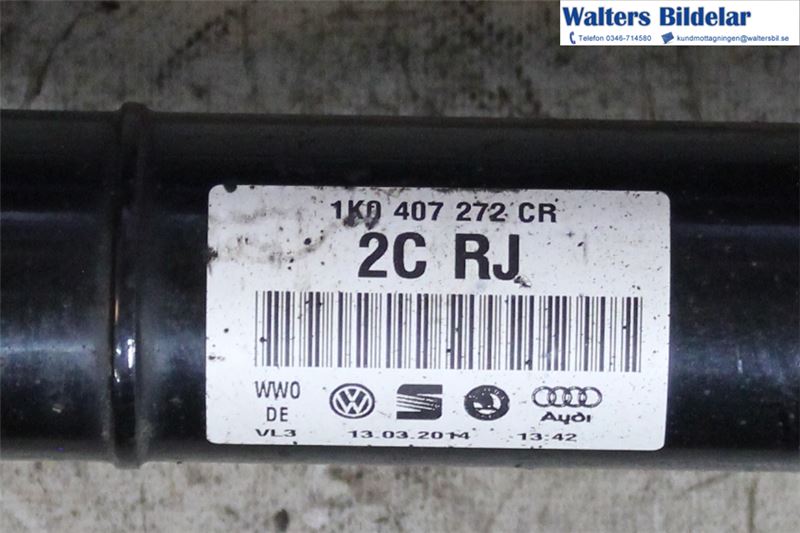 Walters Bildelar
Telefon 0346-714580 kundmottagningen@waltersbil.se
1K0 407 272 CR
2C RJ
WWO
DE
VL3
Audi
13.03.2014 13:42